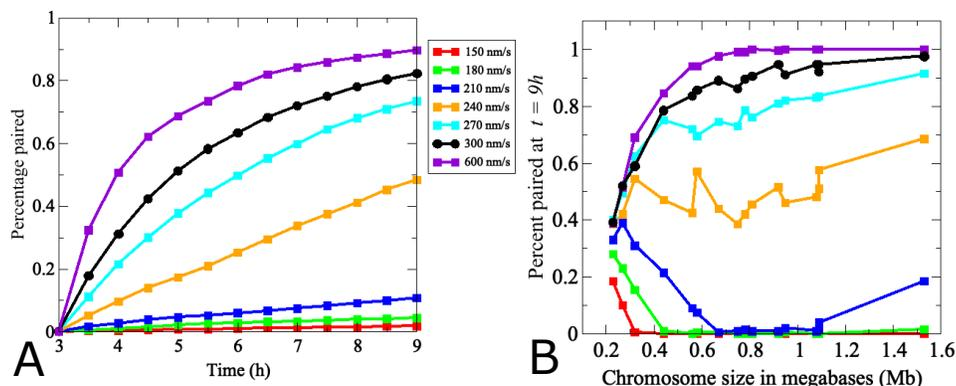 1
0.8
0.6
0.4
0.2
0
Percentage paired
3
4
5
6
7
8
9
Time (h)
A
150 nm/s
180 nm/s
210 nm/s
240 nm/s
270 nm/s
300 nm/s
600 nm/s
1
0.8
0.6
0.4
0.2
0
Percent paired at t = 9h
0.2
0.4
0.6
0.8
1
1.2
1.4
1.6
Chromosome size in megabases (Mb)
B